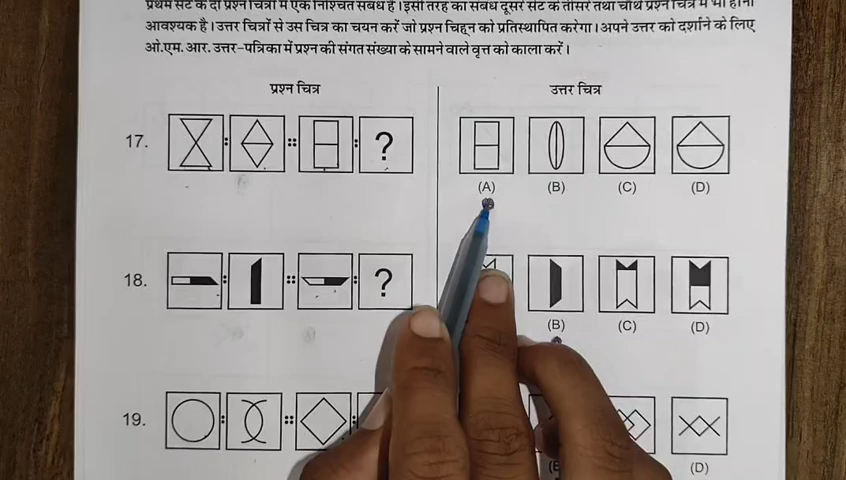 प्रथम सेट के दो प्रश्न चित्रों में एक निश्चित संबंध है। इसी तरह का संबंध दूसरे सेट के तीसरे तथा चौथे प्रश्न चित्र में भी होना
आवश्यक है। उत्तर चित्रों से उस चित्र का चयन करें जो प्रश्न चिह्न को प्रतिस्थापित करेगा। अपने उत्तर को दर्शाने के लिए
ओ.एम. आर. उत्तर-पत्रिका में प्रश्न की संगत संख्या के सामने वाले वृत्त को काला करें।
प्रश्न चित्र
उत्तर चित्र
17. : :: : ?
(A) (B) (C) (D)
18. : :: : ?
(B) (C) (D)
19. : ::
(D)